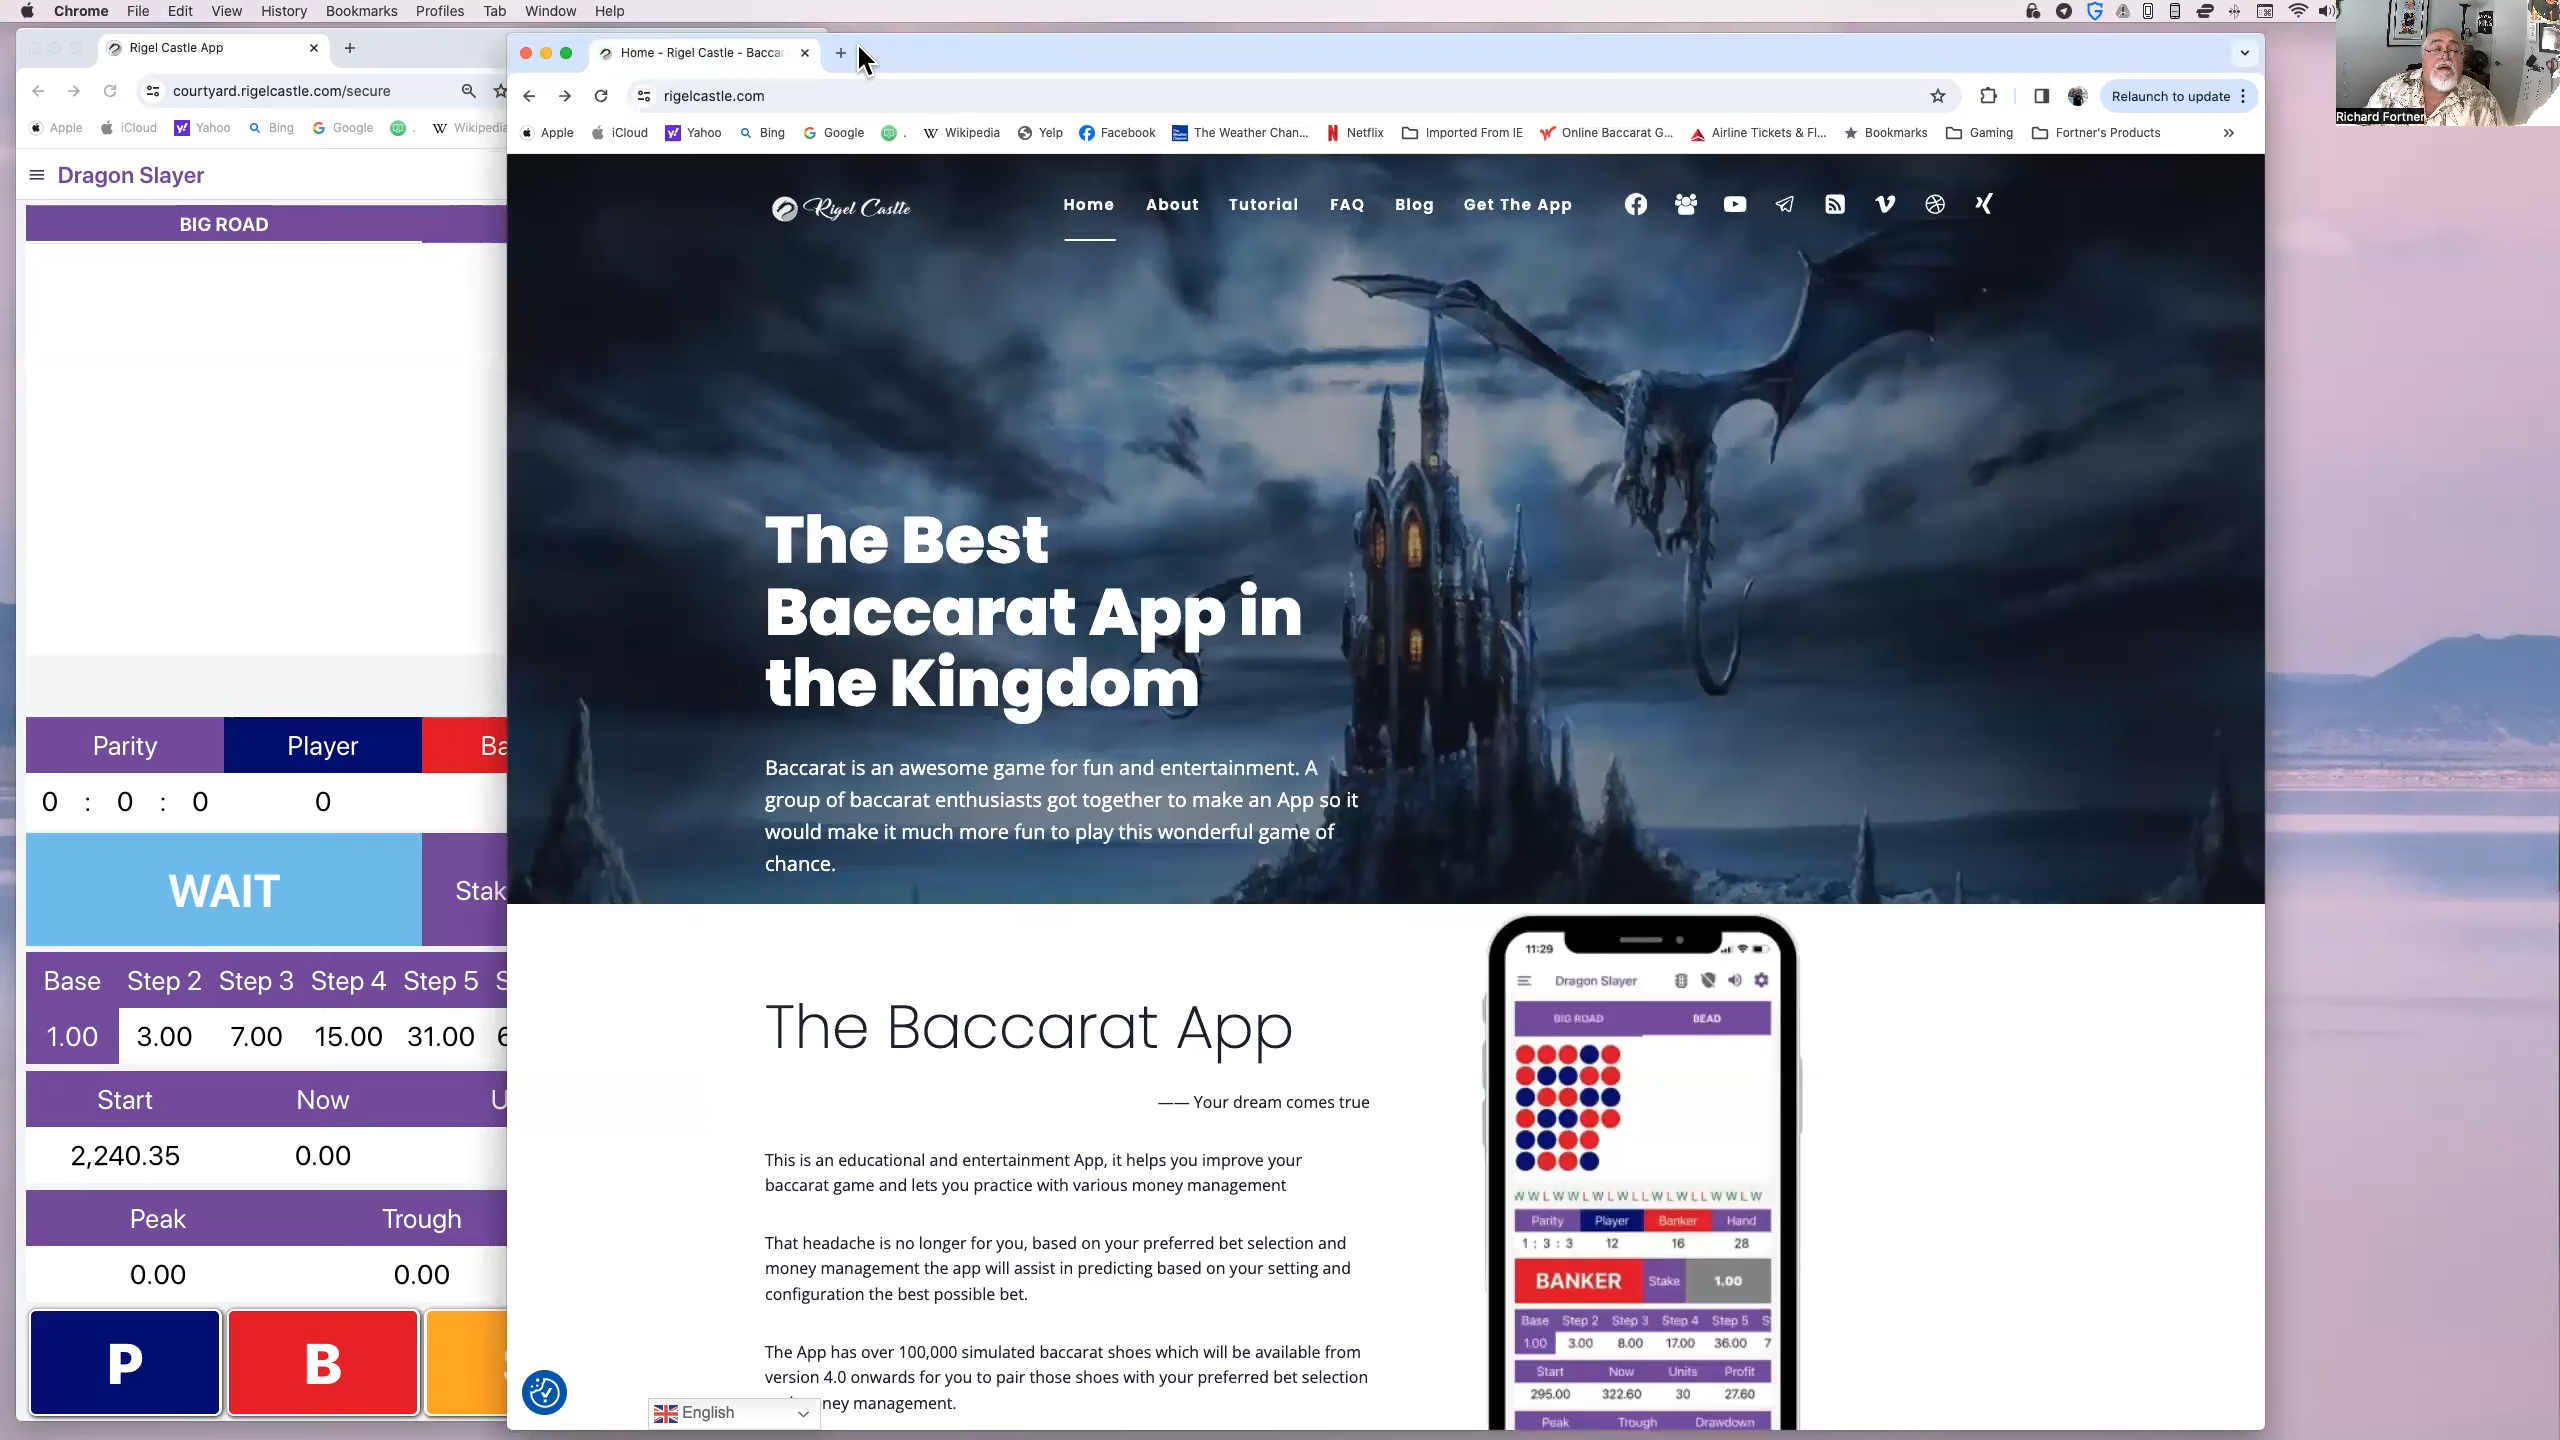 Chrome File Edit View History Bookmarks Profiles Tab Window Help
Rigel Castle App
courtyard.rigelcastle.com/secure
Apple iCloud Yahoo Bing Google . Wikipedia
Dragon Slayer
BIG ROAD
Parity Player
0 : 0 : 0 0
WAIT
Base Step 2 Step 3 Step 4 Step 5
1.00 3.00 7.00 15.00 31.00
Start Now
2,240.35 0.00
Peak Trough
0.00 0.00
P B
Home - Rigel Castle - Baccar
rigelcastle.com
Relaunch to update
Apple iCloud Yahoo Bing Google . Wikipedia Yelp Facebook The Weather Chan... Netflix Imported From IE Online Baccarat G... Airline Tickets & Fl... Bookmarks Gaming Fortner's Products
Rigel Castle
Home About Tutorial FAQ Blog Get The App
The Best
Baccarat App in
the Kingdom
Baccarat is an awesome game for fun and entertainment. A
group of baccarat enthusiasts got together to make an App so it
would make it much more fun to play this wonderful game of
chance.
The Baccarat App
—— Your dream comes true
This is an educational and entertainment App, it helps you improve your
baccarat game and lets you practice with various money management
That headache is no longer for you, based on your preferred bet selection and
money management the app will assist in predicting based on your setting and
configuration the best possible bet.
The App has over 100,000 simulated baccarat shoes which will be available from
version 4.0 onwards for you to pair those shoes with your preferred bet selection
ney management.
English
11:29
Dragon Slayer
BIG ROAD BEAD
W W L W W L W L W L L W L W L L W W L W
Parity Player Banker Hand
1 : 3 : 3 12 16 28
BANKER Stake 1.00
Base Step 2 Step 3 Step 4 Step 5 S
1.00 3.00 8.00 17.00 36.00 7
Start Now Units Profit
295.00 322.60 30 27.60
Peak Trough Drawdown
Richard Fortner